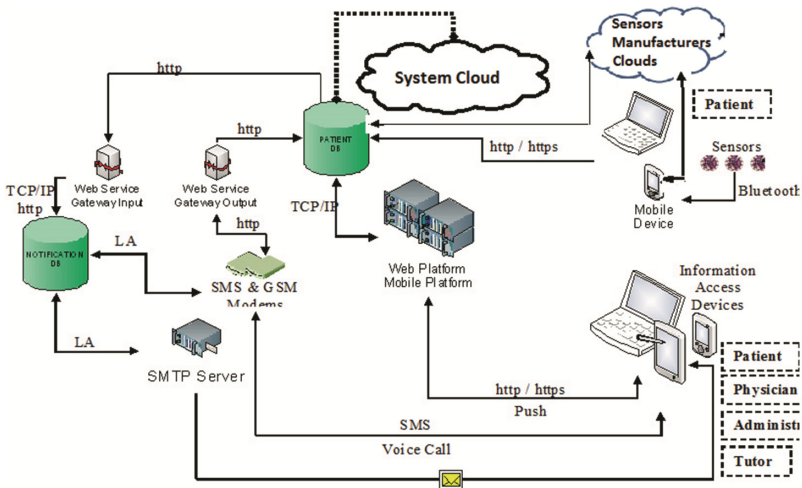 Sensors
Manufacturers
Clouds
System Cloud
http
Patient
PATIENT
DB
http
http / https
Sensors
Web Service
Gateway Input
Web Service
Gateway Output
TCP/IP
http
TCP/IP
Bluetooth
Mobile
Device
http
NOTIFICATION
DB
LA
SMS & GSM
Modems
Web Platform
Mobile Platform
Information
Access
Devices
LA
SMTP Server
Patient
http / https
Push
Physician
SMS
Voice Call
Administr
Tutor